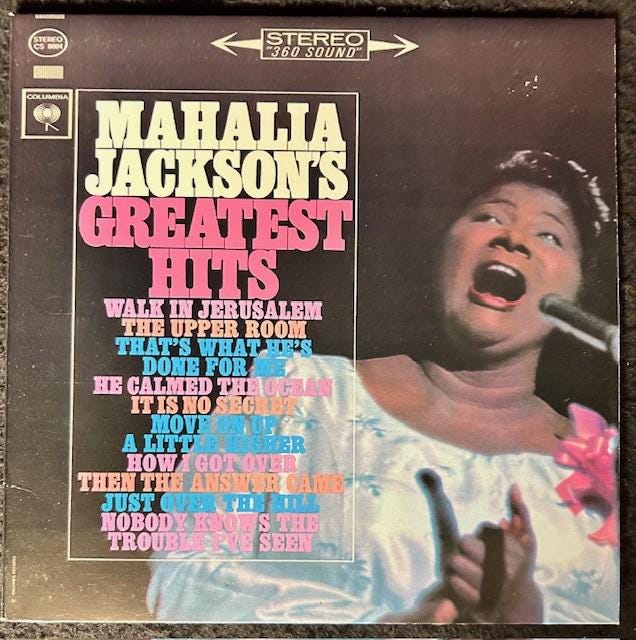 STEREO
CS 8804
STEREO
"360 SOUND"
COLUMBIA
MAHALIA
JACKSON'S
GREATEST
HITS
WALK IN JERUSALEM
THE UPPER ROOM
THAT'S WHAT HE'S
DONE FOR ME
HE CALMED THE OCEAN
IT IS NO SECRET
MOVE ON UP
A LITTLE HIGHER
HOW I GOT OVER
THEN THE ANSWER CAME
JUST OVER THE HILL
NOBODY KNOWS THE
TROUBLE I'VE SEEN